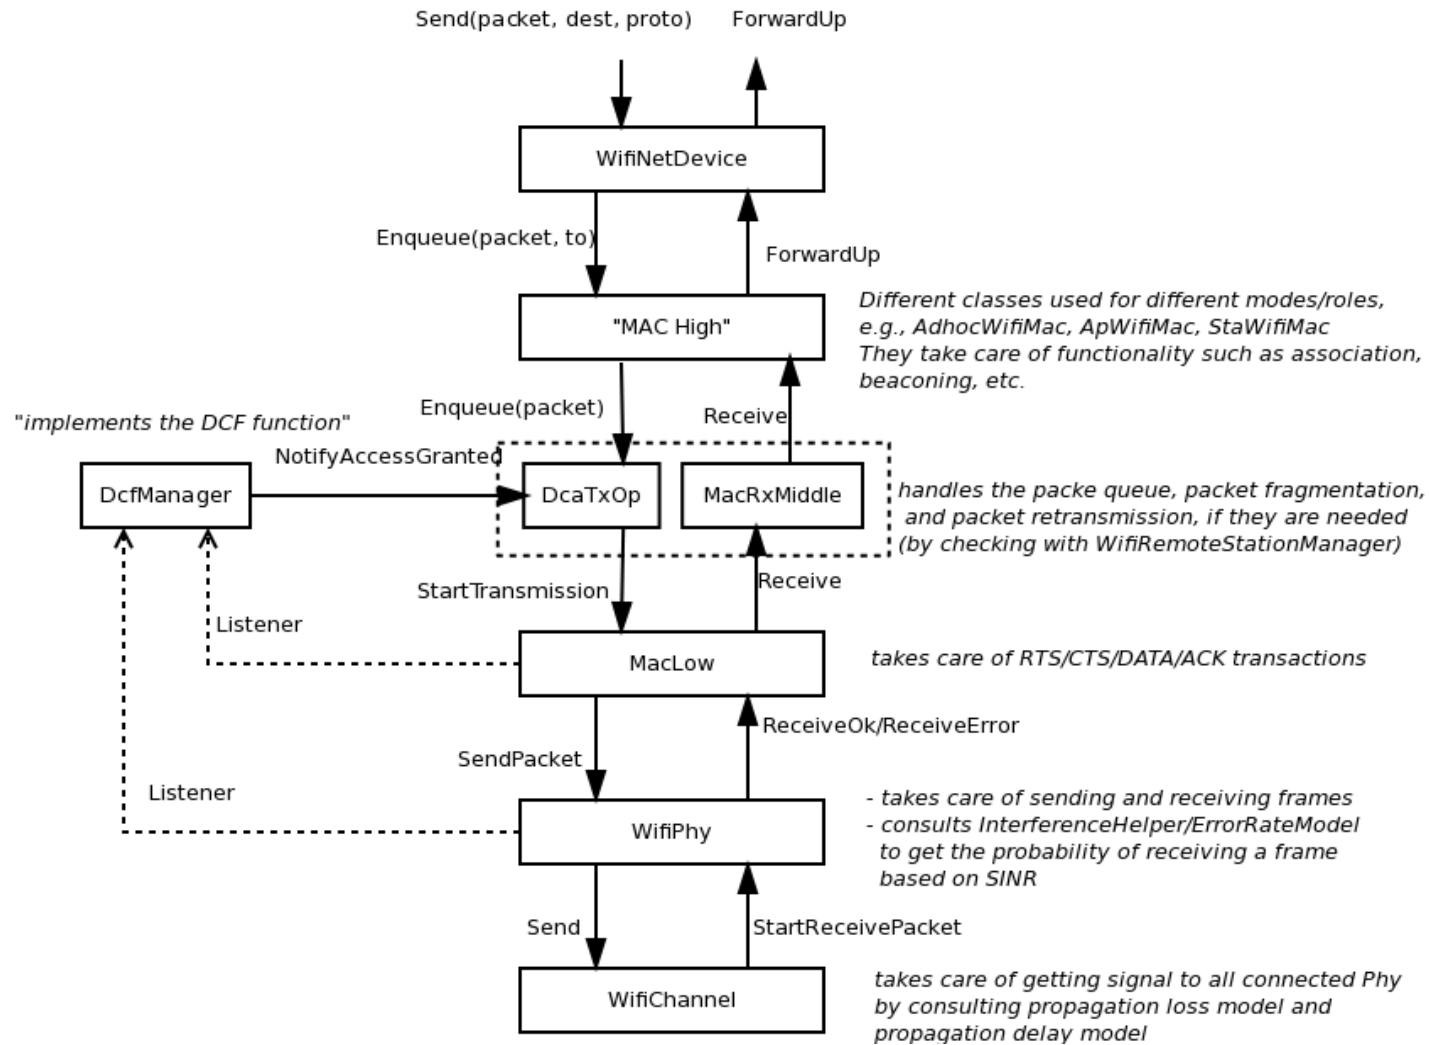 Send(packet, dest, proto)
ForwardUp
WifiNetDevice
Enqueue(packet, to)
ForwardUp
"MAC High"
Different classes used for different modes/roles,
e.g., AdhocWifiMac, ApWifiMac, StaWifiMac
They take care of functionality such as association,
beaconing, etc.
Enqueue(packet)
Receive
"implements the DCF function"
NotifyAccessGranted
DcfManager
DcaTxOp
MacRxMiddle
handles the packe queue, packet fragmentation,
and packet retransmission, if they are needed
(by checking with WifiRemoteStationManager)
StartTransmission
Receive
Listener
MacLow
takes care of RTS/CTS/DATA/ACK transactions
ReceiveOk/ReceiveError
SendPacket
Listener
WifiPhy
- takes care of sending and receiving frames
- consults InterferenceHelper/ErrorRateModel
to get the probability of receiving a frame
based on SINR
Send
StartReceivePacket
WifiChannel
takes care of getting signal to all connected Phy
by consulting propagation loss model and
propagation delay model